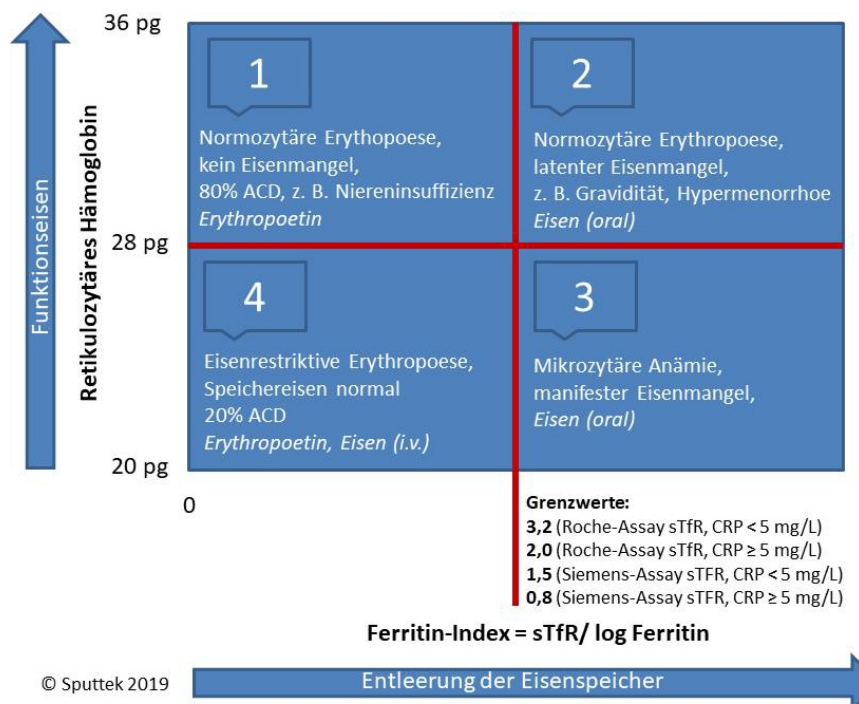 36 pg
Funktionseisen
Retikulozytäres Hämoglobin
1
Normozytäre Erythopoese,
kein Eisenmangel,
80% ACD, z. B. Niereninsuffizienz
Erythropoetin
2
Normozytäre Erythropoese,
latenter Eisenmangel,
z. B. Gravidität, Hypermenorrhoe
Eisen (oral)
28 pg
4
Eisenrestriktive Erythropoese,
Speichereisen normal
20% ACD
Erythropoetin, Eisen (i.v.)
3
Mikrozytäre Anämie,
manifester Eisenmangel,
Eisen (oral)
20 pg
0
Grenzwerte:
3,2 (Roche-Assay sTfR, CRP < 5 mg/L)
2,0 (Roche-Assay sTfR, CRP ≥ 5 mg/L)
1,5 (Siemens-Assay sTFR, CRP < 5 mg/L)
0,8 (Siemens-Assay sTFR, CRP ≥ 5 mg/L)
Ferritin-Index = sTfR/ log Ferritin
© Sputtek 2019
Entleerung der Eisenspeicher